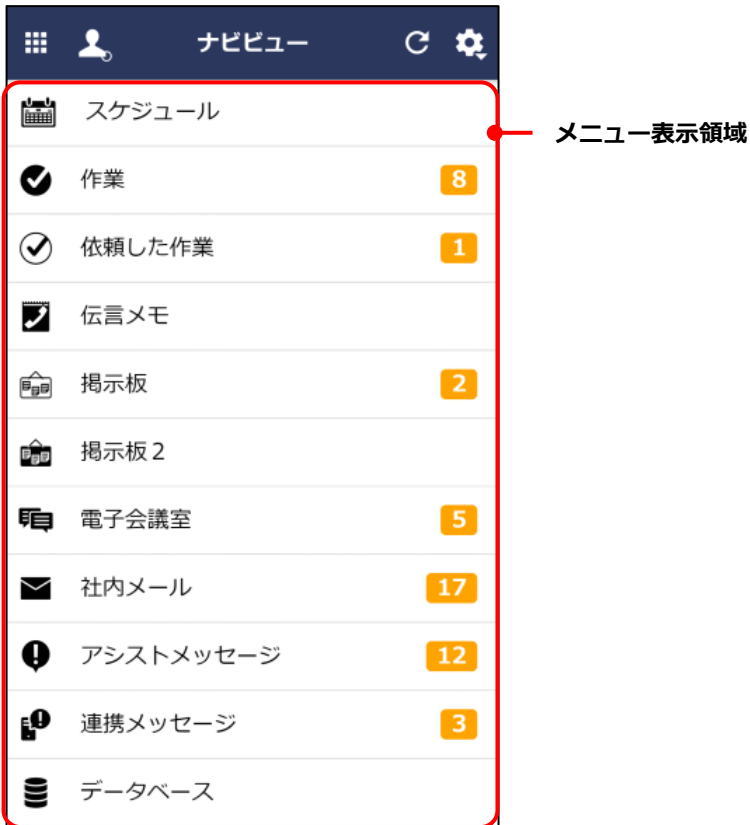 ナビビュー
スケジュール
メニュー表示領域
作業 8
依頼した作業 1
伝言メモ
掲示板 2
掲示板２
電子会議室 5
社内メール 17
アシストメッセージ 12
連携メッセージ 3
データベース